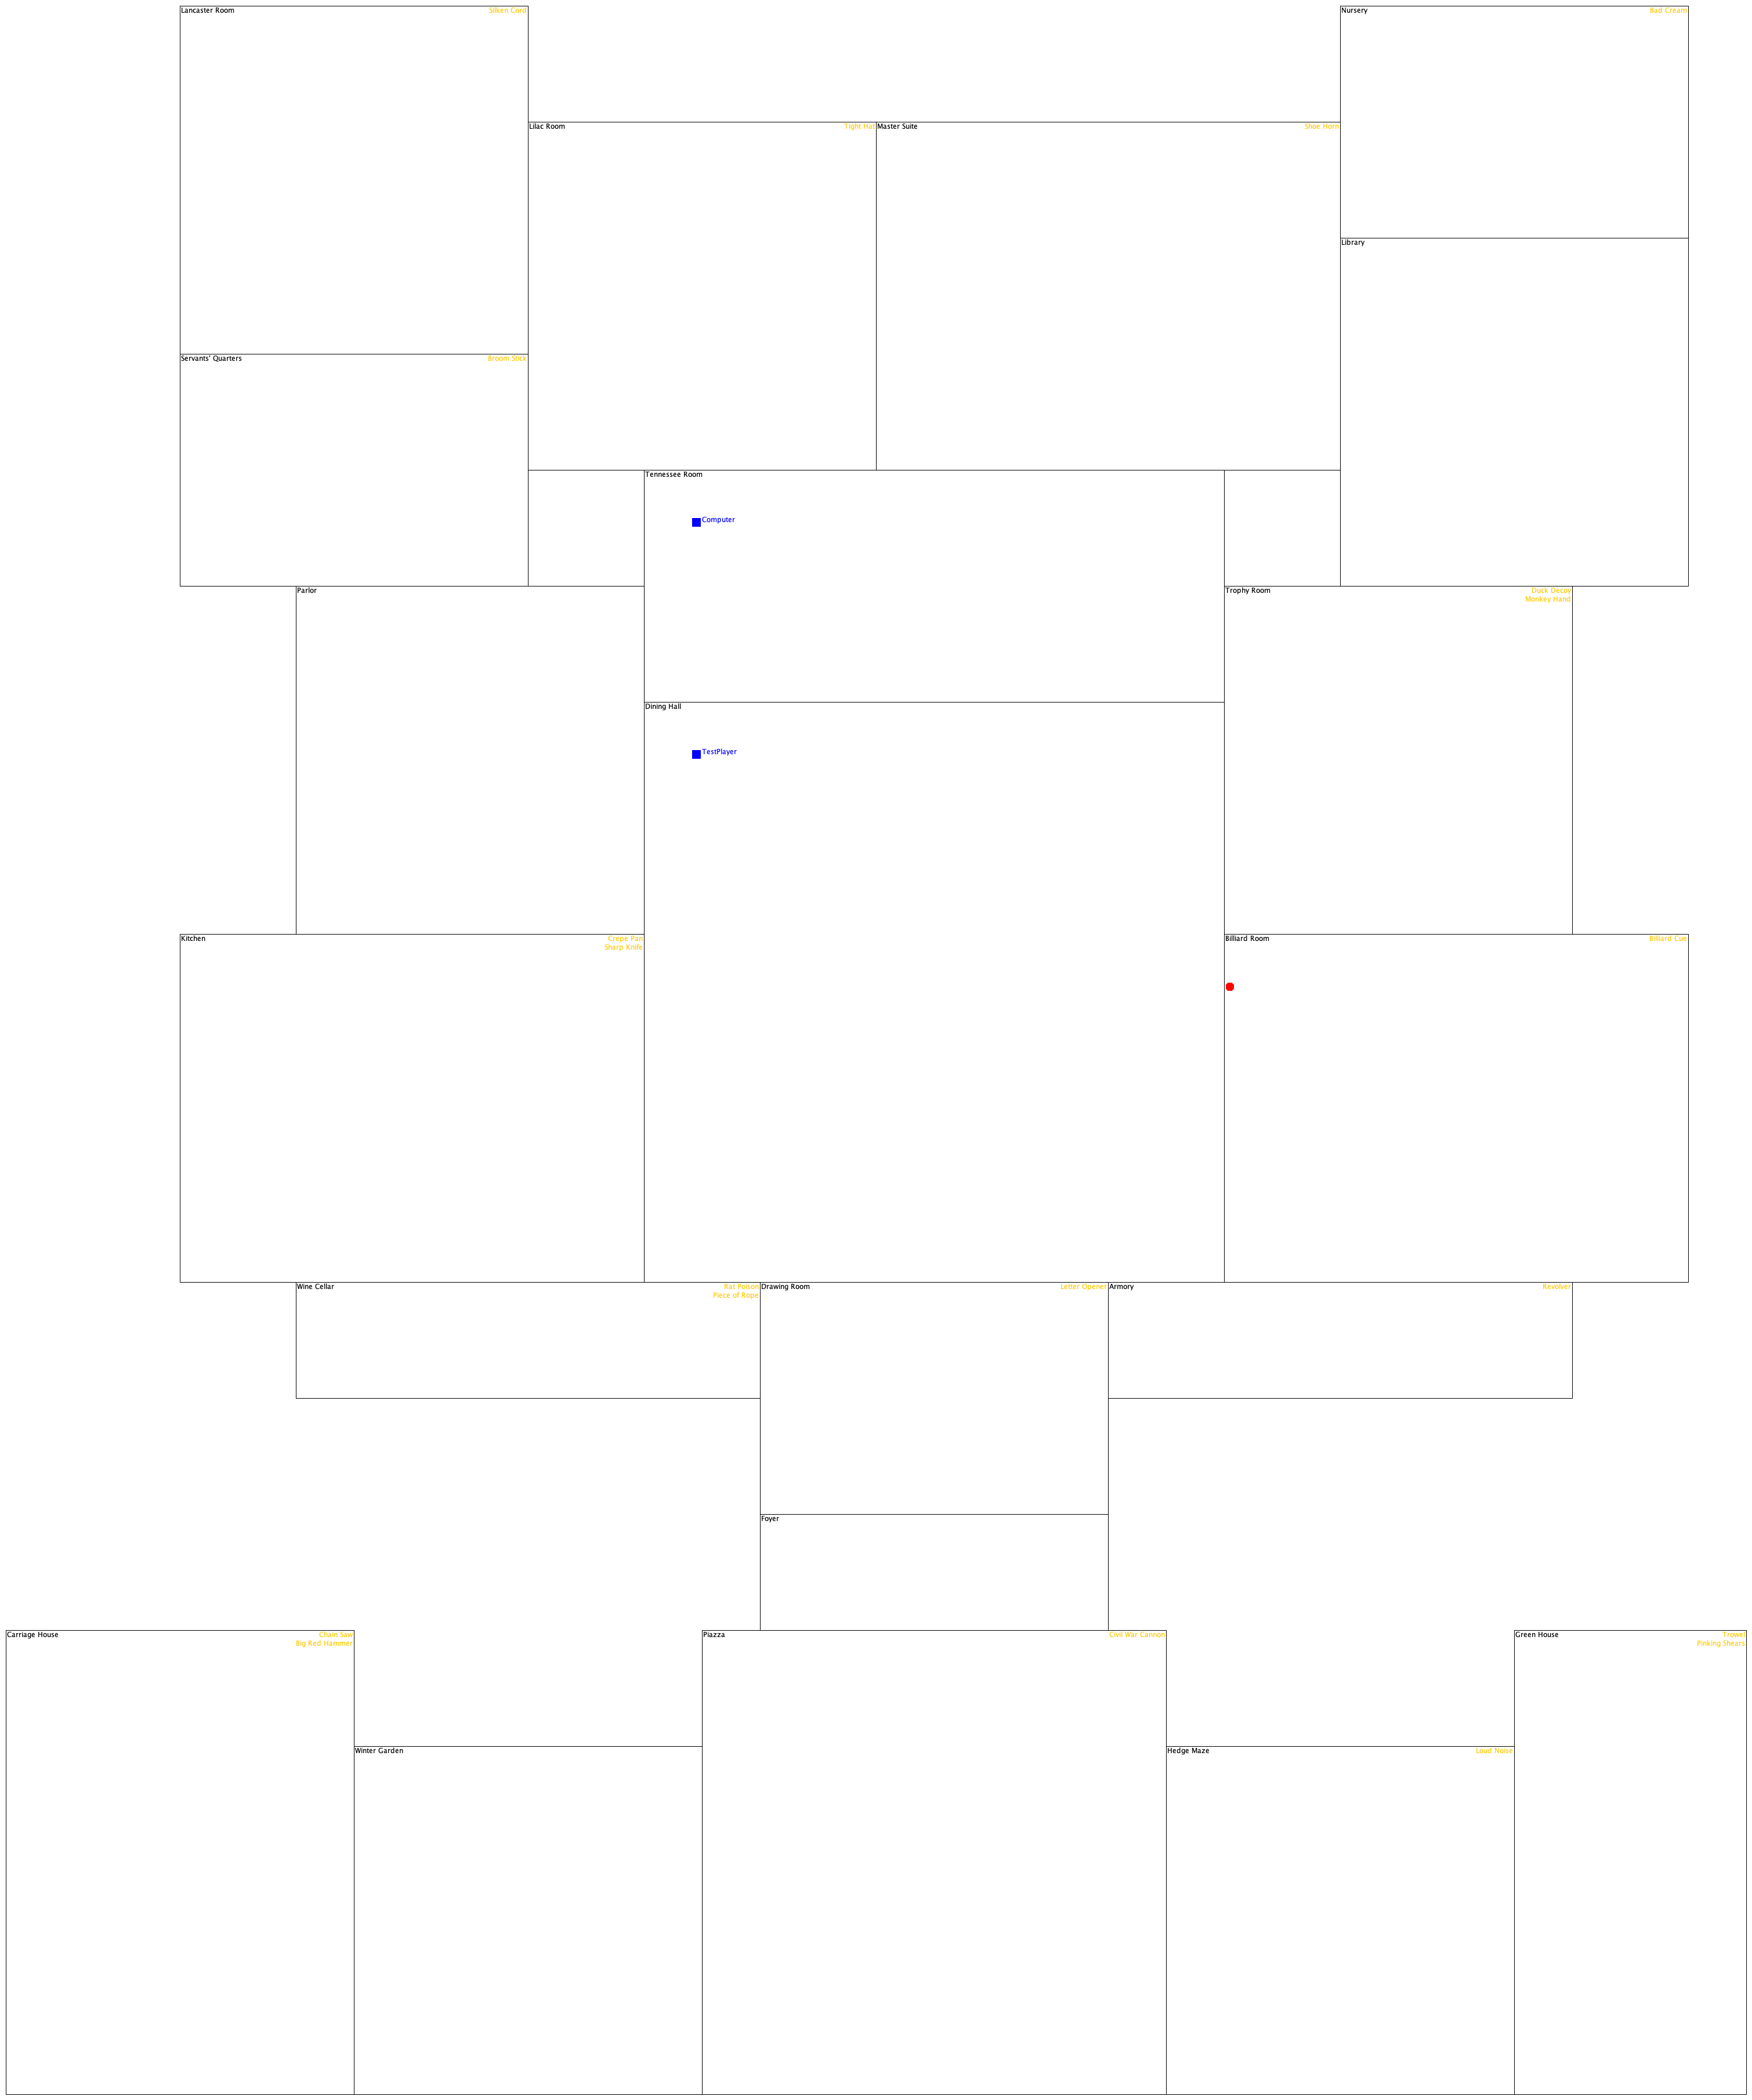 Lancaster Room Silken Cord
Nursery Bad Cream
Lilac Room Tight Hat
Master Suite Shoe Horn
Library
Servants' Quarters Broom Stick
Tennessee Room
Computer
Parlor
Trophy Room Duck Decoy
Monkey Hand
Dining Hall
TestPlayer
Kitchen Crepe Pan
Sharp Knife
Billiard Room Billiard Cue
Wine Cellar Rat Poison
Piece of Rope
Drawing Room Letter Opener
Armory Revolver
Foyer
Carriage House Chain Saw
Big Red Hammer
Piazza Civil War Cannon
Green House Trowel
Pinking Shears
Winter Garden
Hedge Maze Loud Noise